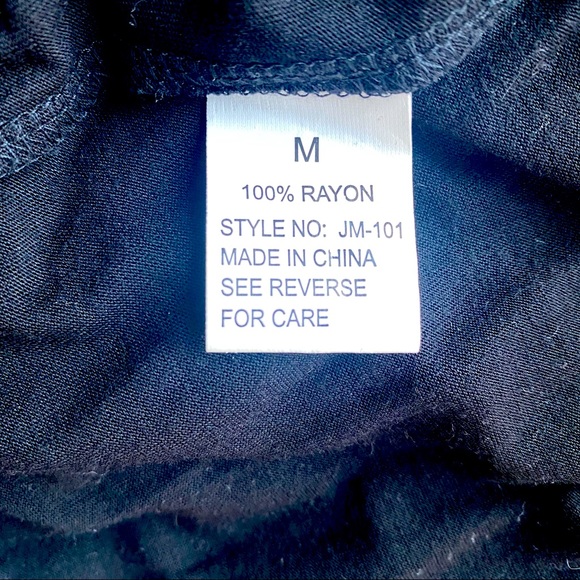 M
100% RAYON
STYLE NO: JM-101
MADE IN CHINA
SEE REVERSE
FOR CARE